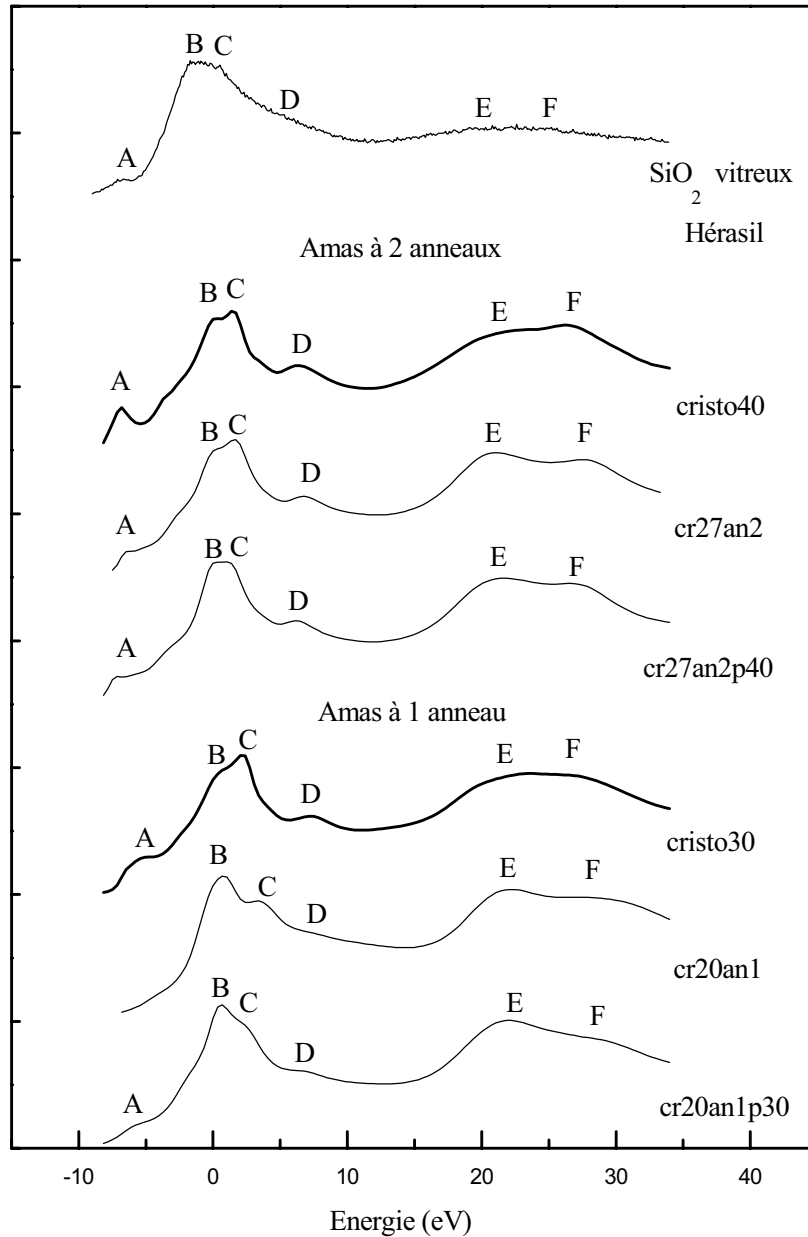 B C
D
A
E F
SiO2 vitreux
Hérasil
Amas à 2 anneaux
B C
D
A
E
F
cristo40
B C
D
A
E
F
cr27an2
B C
D
A
E
F
cr27an2p40
Amas à 1 anneau
B C
D
A
E F
cristo30
B
C
D
E F
cr20an1
B
C
D
A
E
F
cr20an1p30
-10 0 10 20 30 40
Energie (eV)